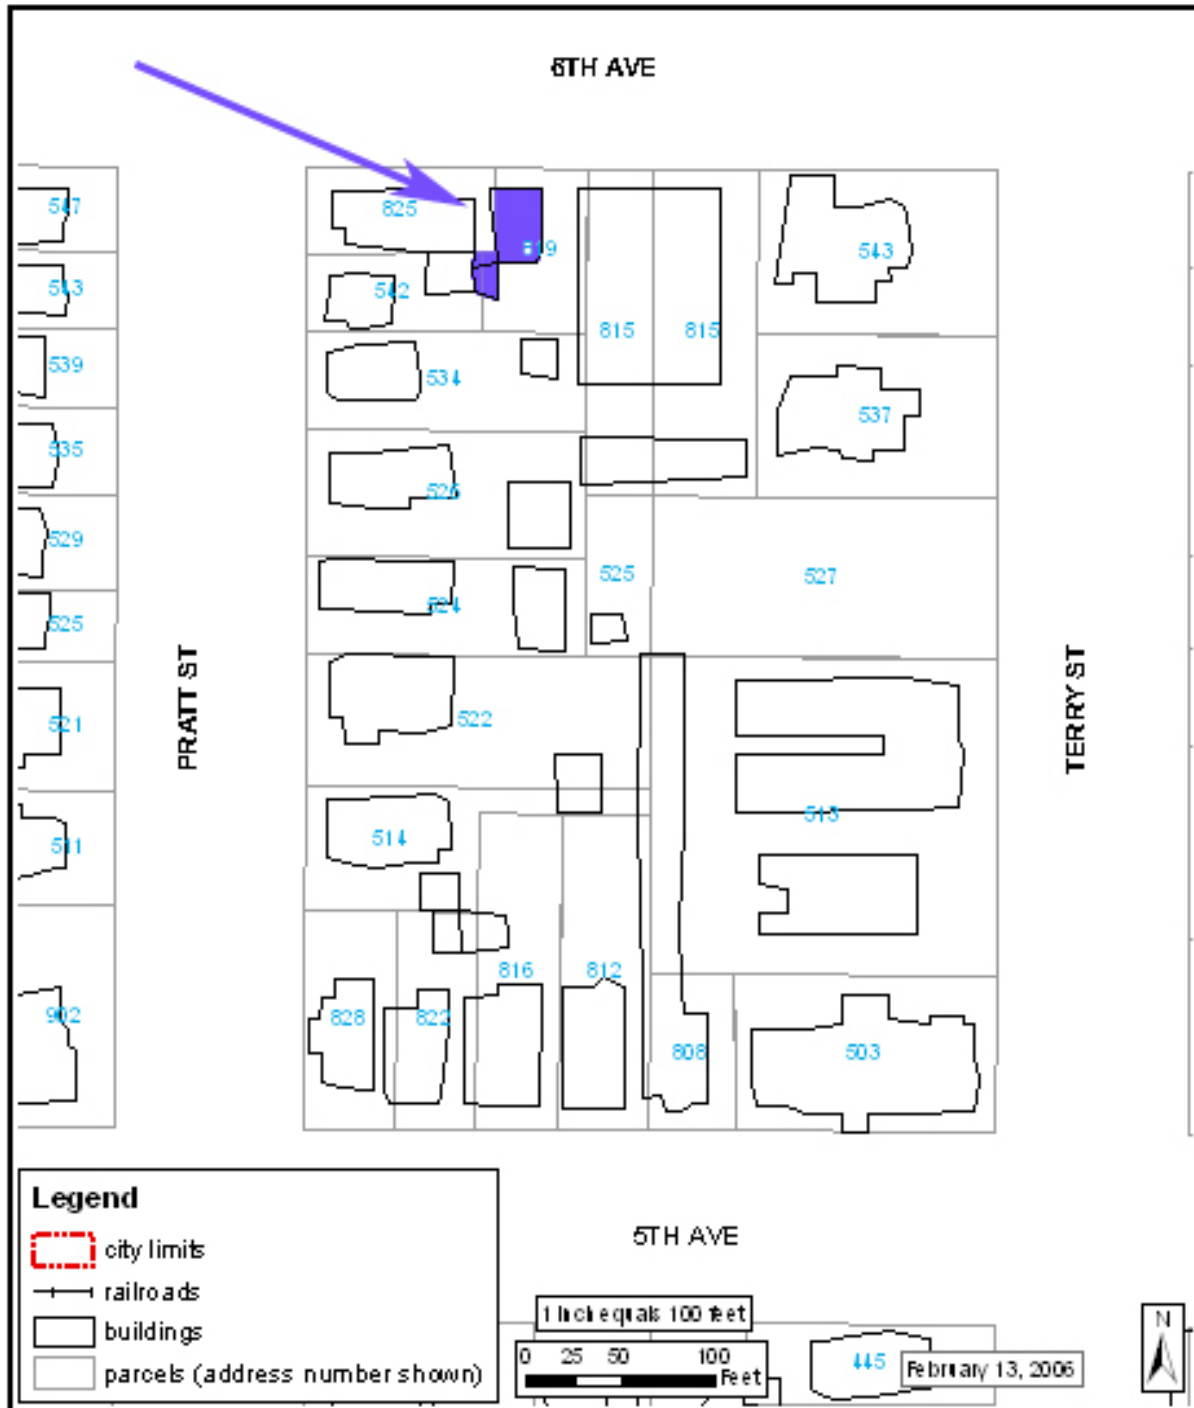 6TH AVE
547
825
819
543
543
542
815
815
539
534
537
535
526
529
525
527
525
524
PRATT ST
TERRY ST
521
522
511
514
513
816
812
902
828
822
808
503
Legend
city limits
railroads
buildings
parcels (address number shown)
5TH AVE
1 inch equals 100 feet
0 25 50 100
Feet
445
February 13, 2006
N